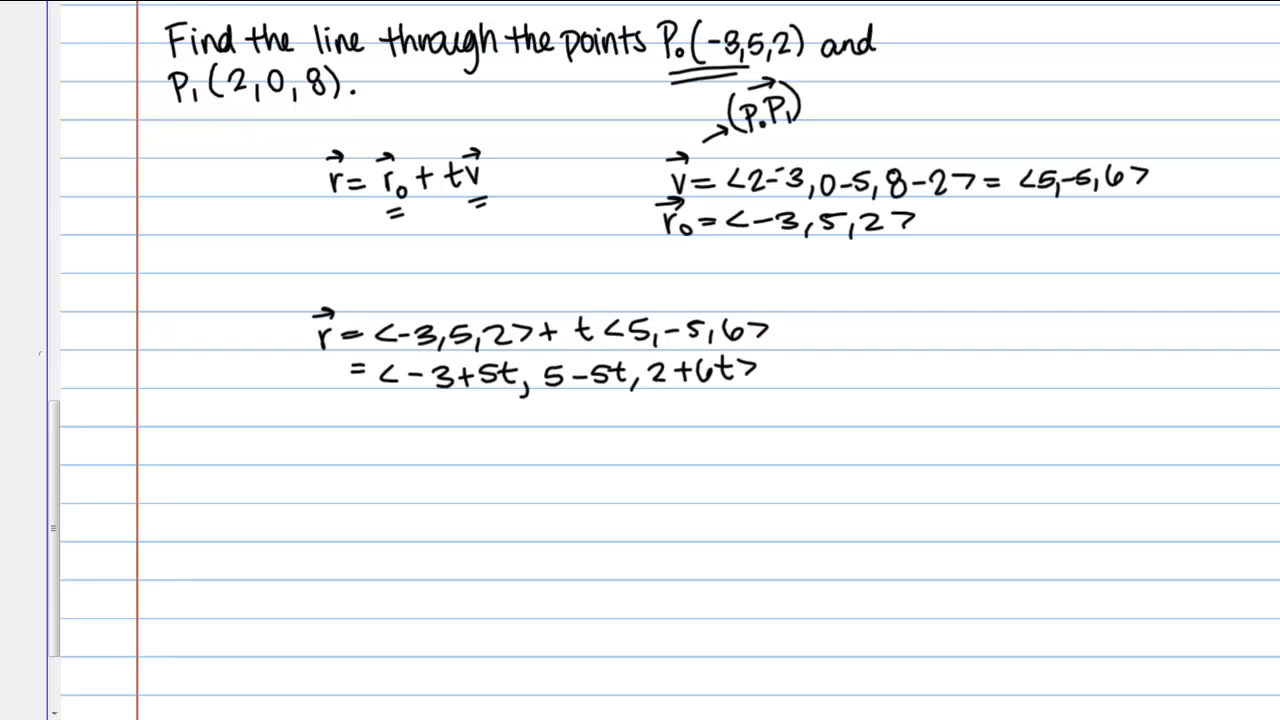 Find the line through the points P₀(-3,5,2) and
P₁(2,0,8).
(P₀P₁)
r⃗ = r⃗₀ + tv⃗
v⃗ = <2--3, 0-5, 8-2> = <5,-5,6>
r⃗₀ = <-3,5,2>
r⃗ = <-3,5,2> + t<5,-5,6>
= <-3+5t, 5-5t, 2+6t>